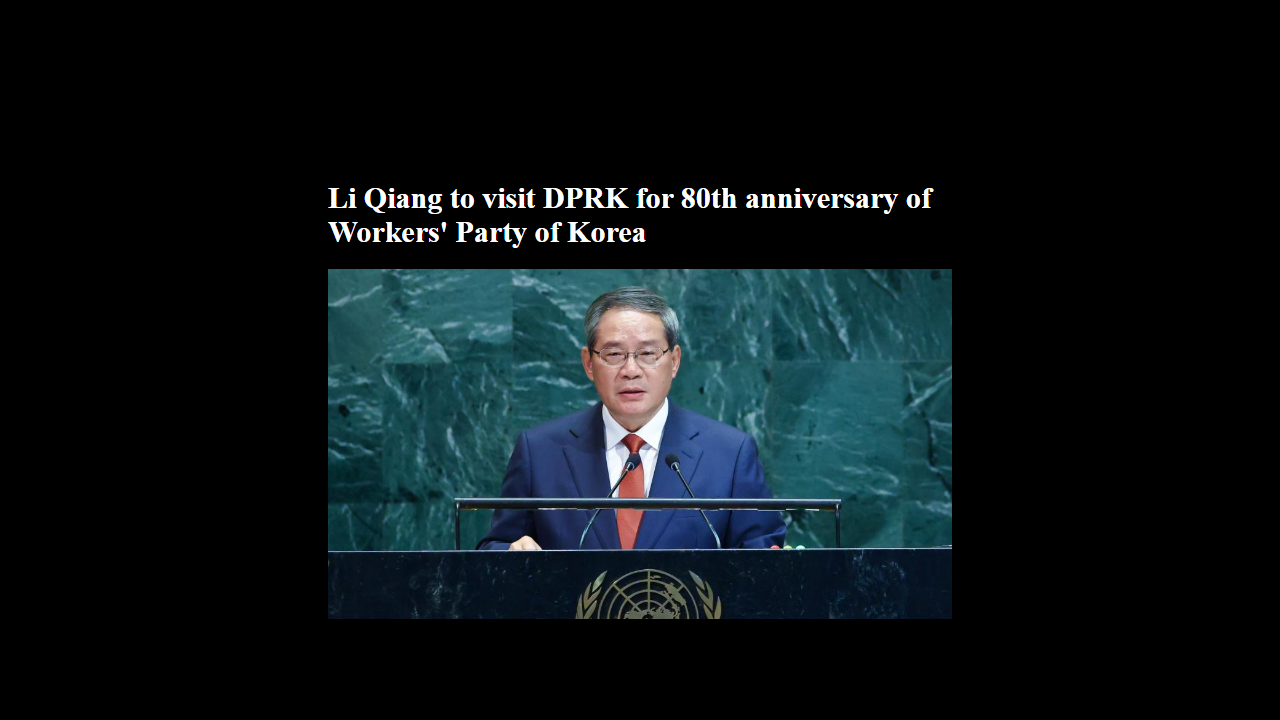 Li Qiang to visit DPRK for 80th anniversary of
Workers' Party of Korea